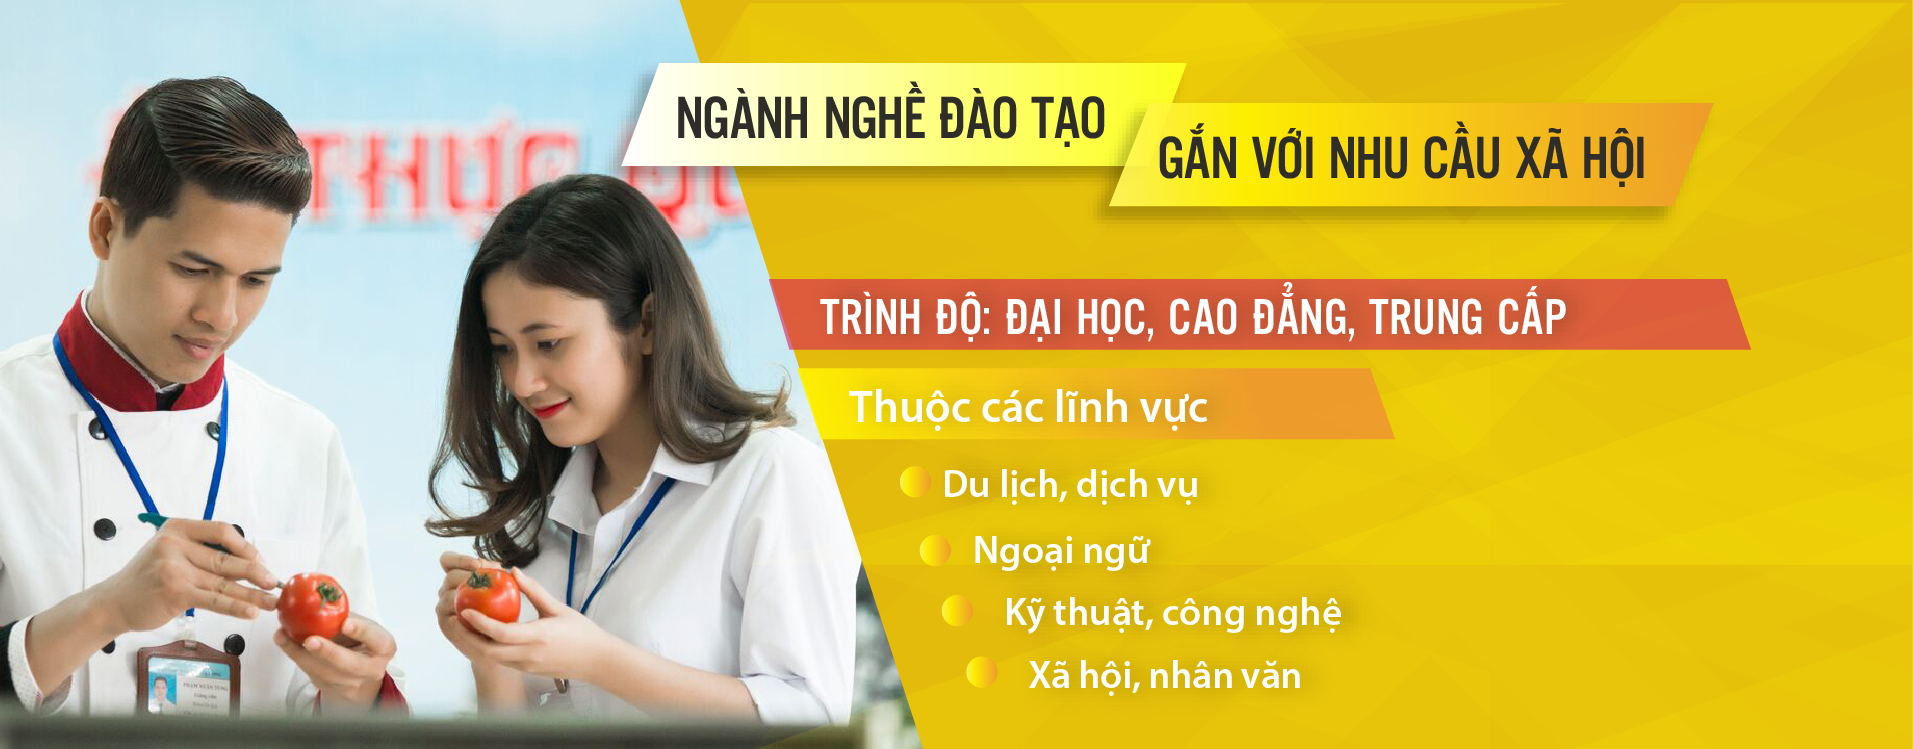 THỰC
NGÀNH NGHỀ ĐÀO TẠO
GẮN VỚI NHU CẦU XÃ HỘI
TRÌNH ĐỘ: ĐẠI HỌC, CAO ĐẲNG, TRUNG CẤP
Thuộc các lĩnh vực
Du lịch, dịch vụ
Ngoại ngữ
Kỹ thuật, công nghệ
Xã hội, nhân văn